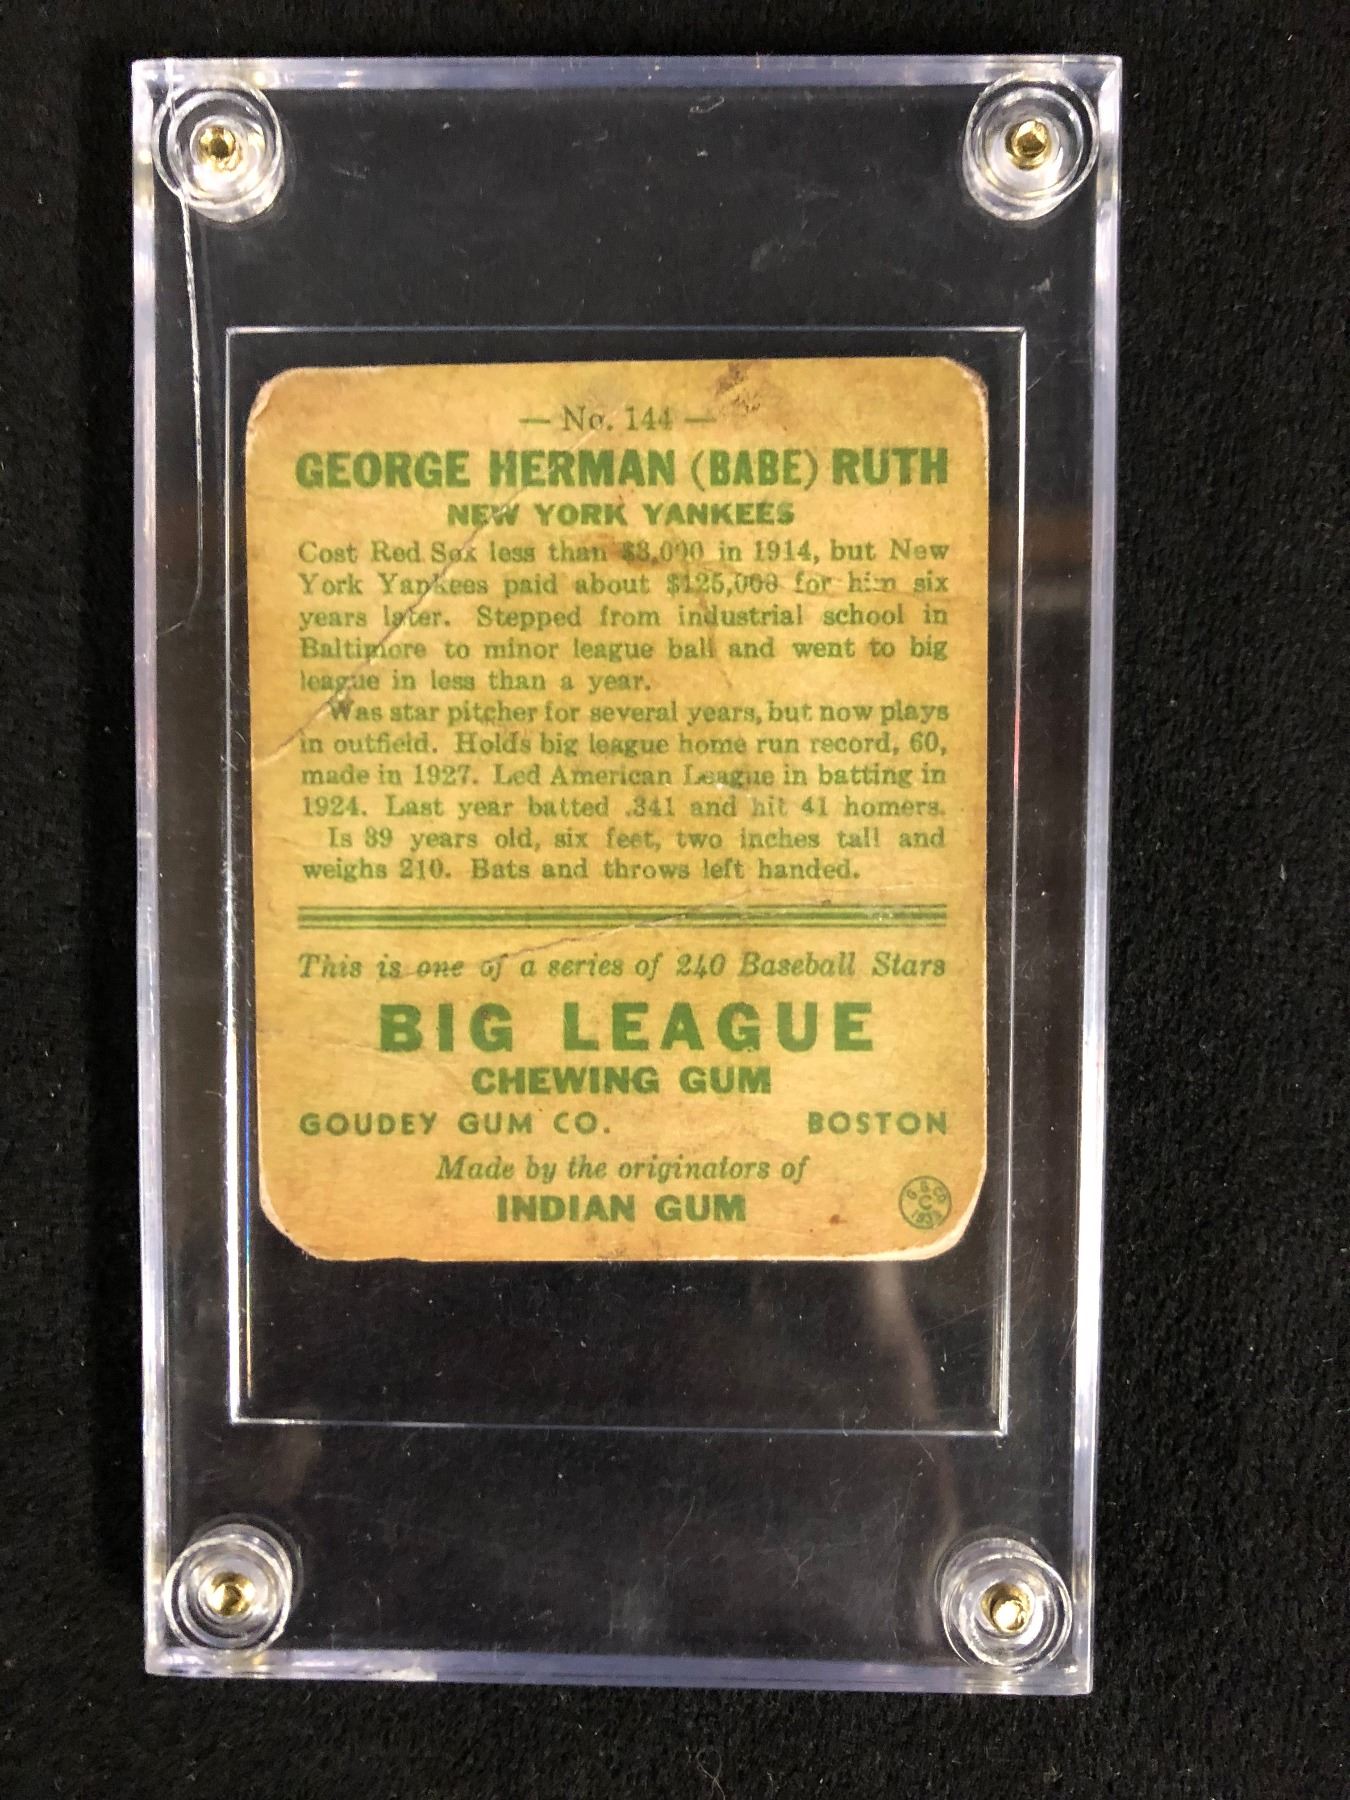 — No. 144 —
GEORGE HERMAN (BABE) RUTH
NEW YORK YANKEES
Cost Red Sox less than $3,000 in 1914, but New
York Yankees paid about $125,000 for him six
years later. Stepped from industrial school in
Baltimore to minor league ball and went to big
league in less than a year.
Was star pitcher for several years, but now plays
in outfield. Holds big league home run record, 60,
made in 1927. Led American League in batting in
1924. Last year batted .341 and hit 41 homers.
Is 39 years old, six feet, two inches tall and
weighs 210. Bats and throws left handed.
This is one of a series of 240 Baseball Stars
BIG LEAGUE
CHEWING GUM
GOUDEY GUM CO. BOSTON
Made by the originators of
INDIAN GUM